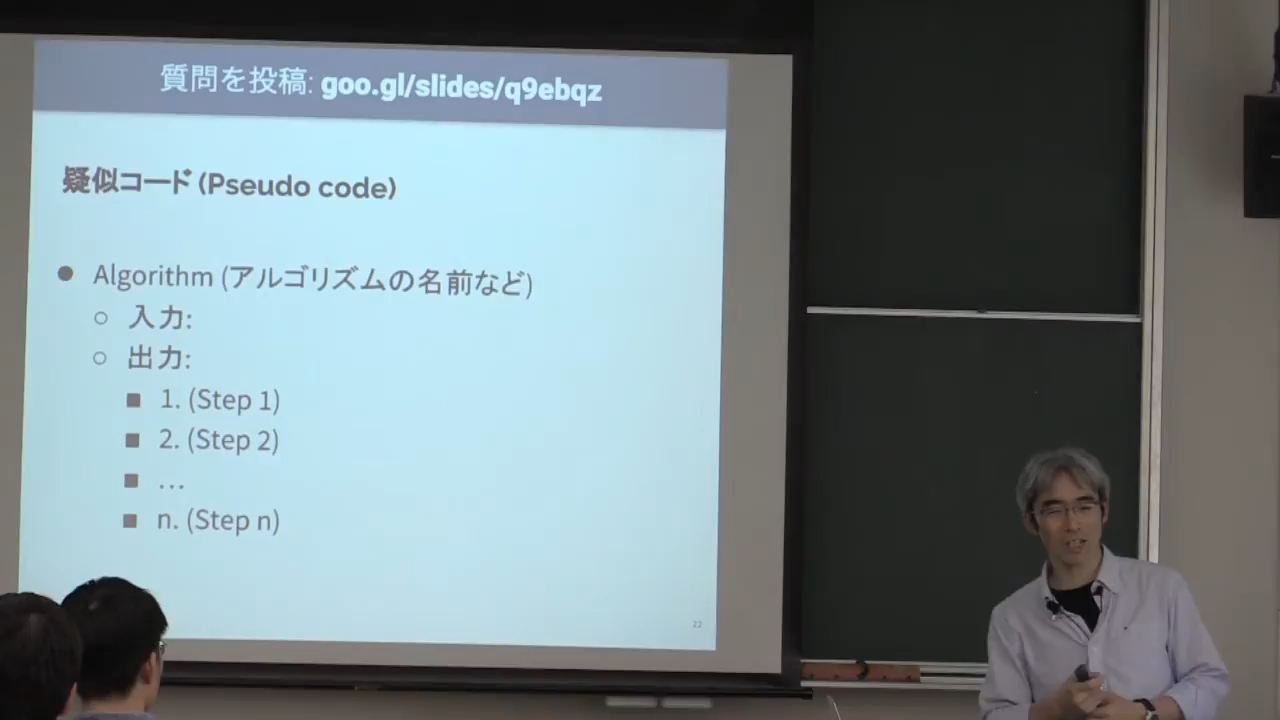 質問を投稿: goo.gl/slides/q9ebqz
疑似コード (Pseudo code)
● Algorithm (アルゴリズムの名前など)
○ 入力:
○ 出力:
■ 1. (Step 1)
■ 2. (Step 2)
■ …
■ n. (Step n)
22